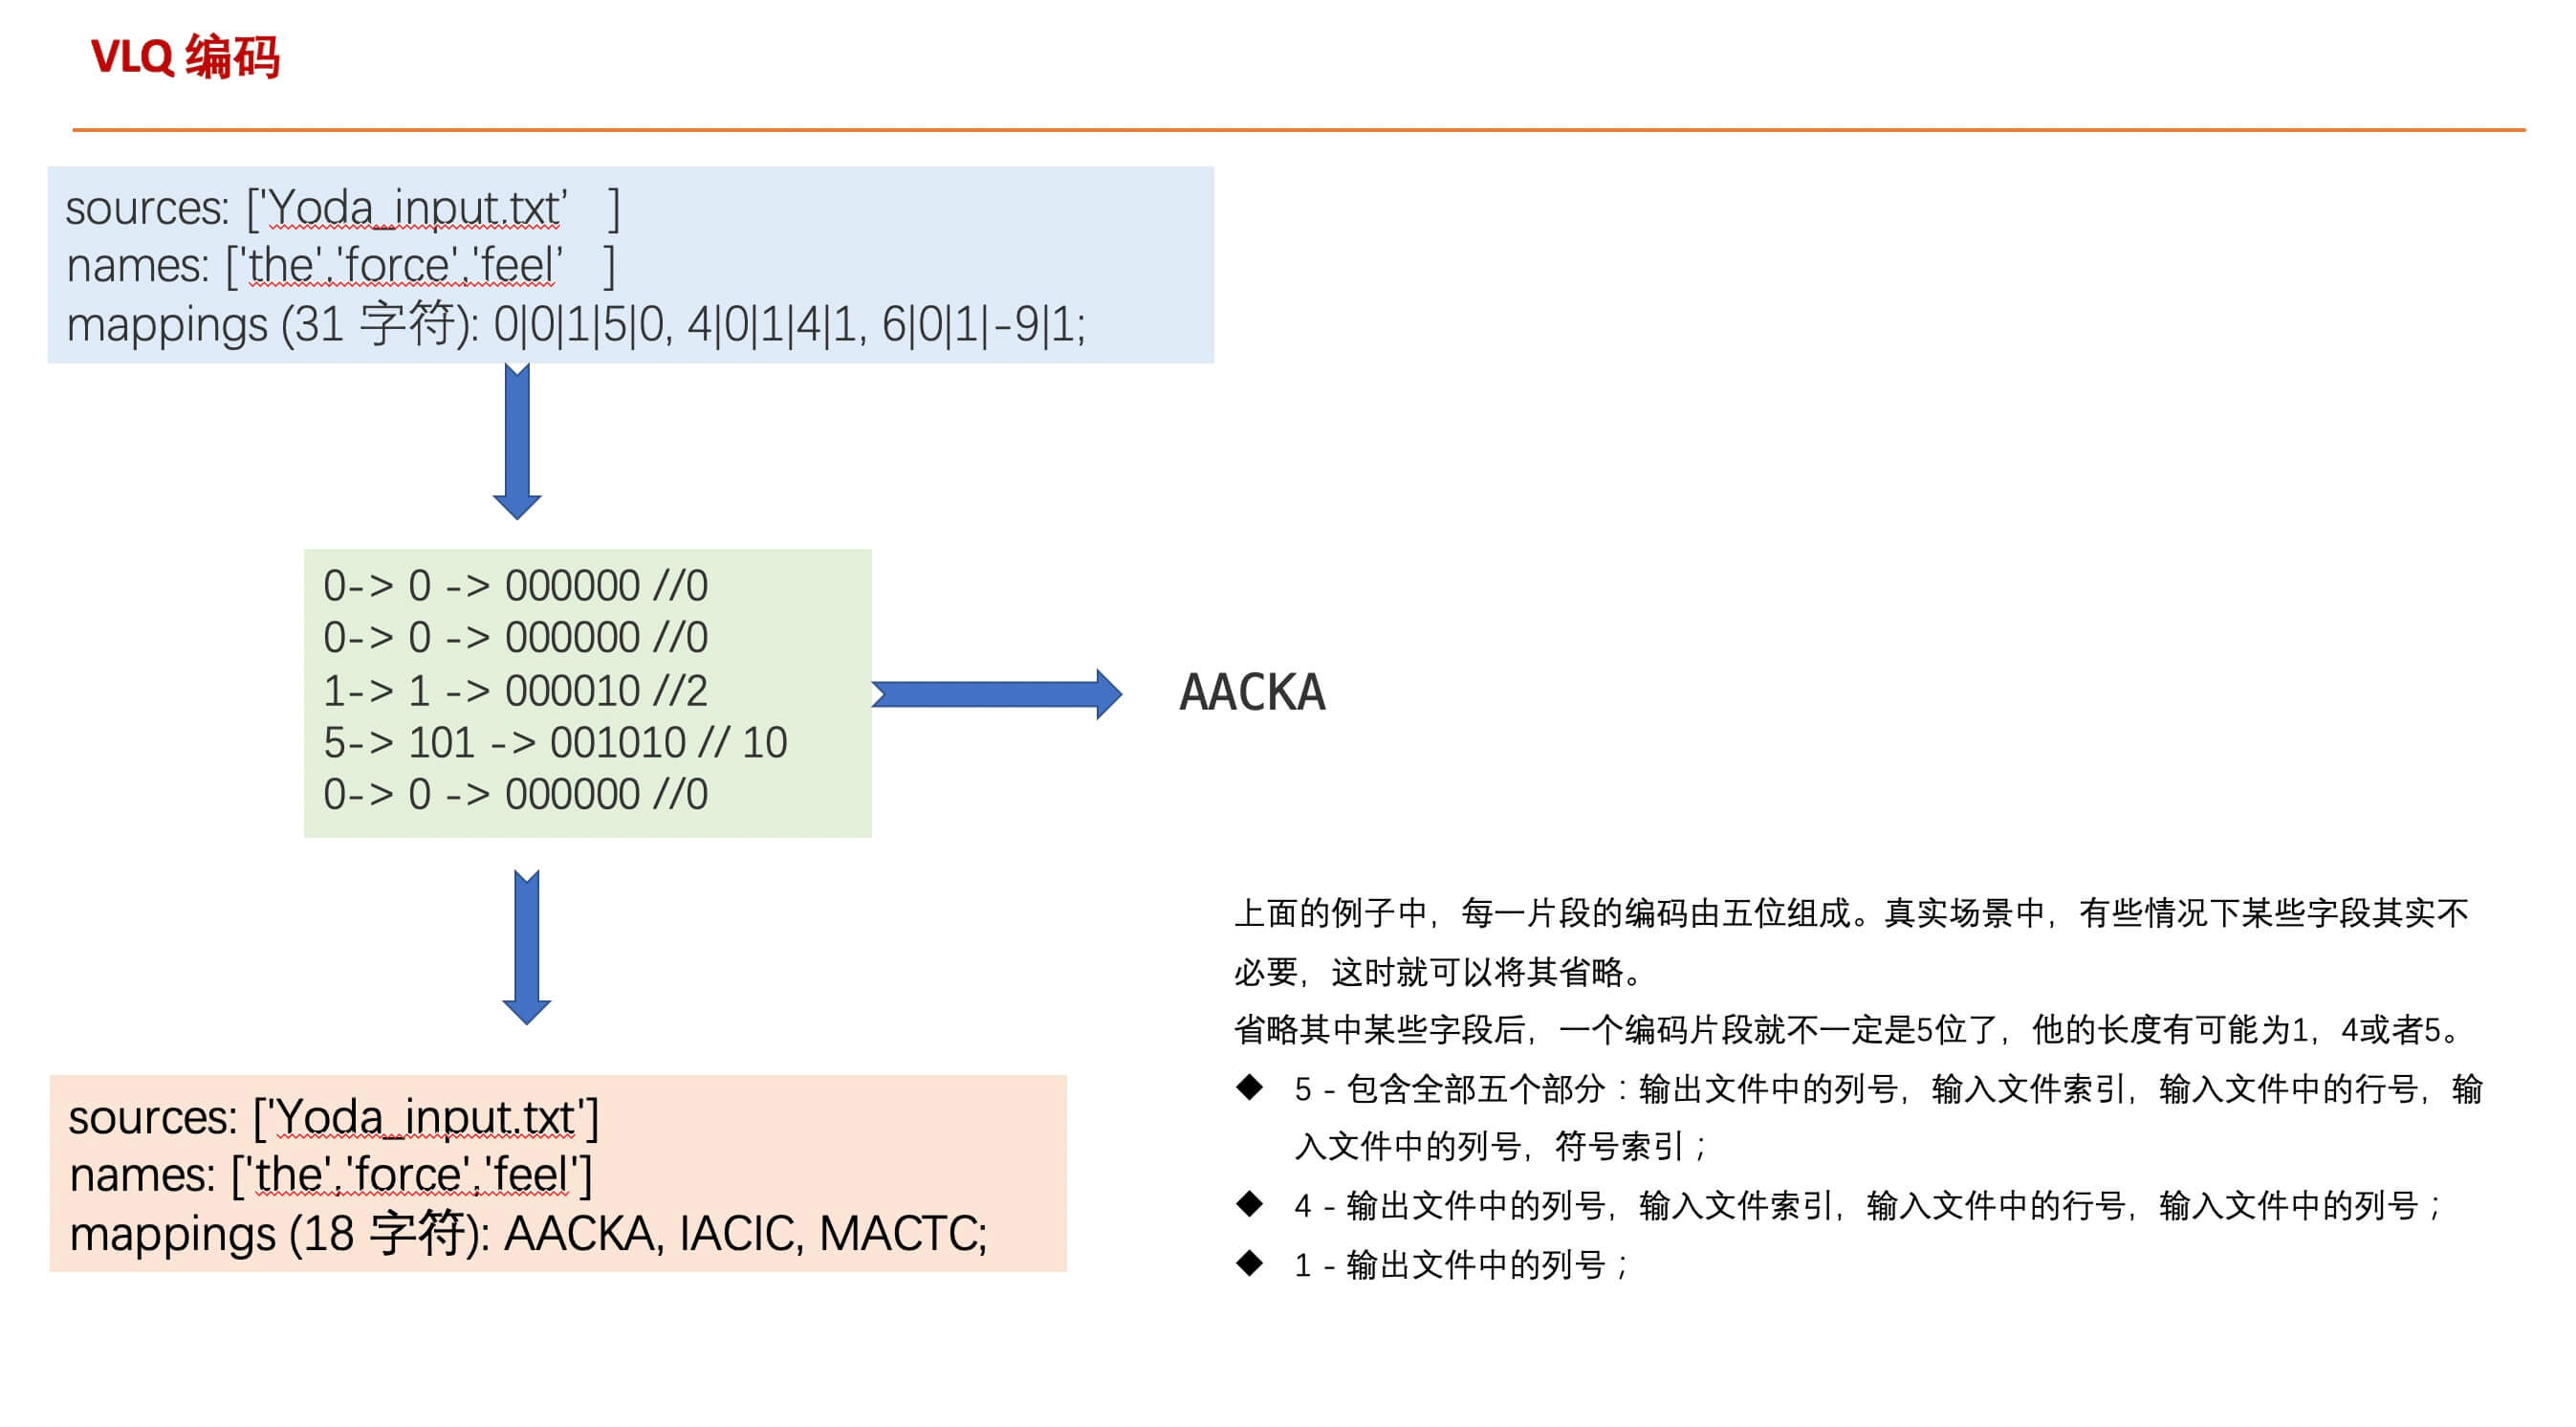 VLQ 编码
sources: ['Yoda_input.txt’ ]
names: ['the','force','feel’ ]
mappings (31 字符): 0|0|1|5|0, 4|0|1|4|1, 6|0|1|-9|1;
0-> 0 -> 000000 //0
0-> 0 -> 000000 //0
1-> 1 -> 000010 //2
5-> 101 -> 001010 // 10
0-> 0 -> 000000 //0
AACKA
sources: ['Yoda_input.txt']
names: ['the','force','feel']
mappings (18 字符): AACKA, IACIC, MACTC;
上面的例子中，每一片段的编码由五位组成。真实场景中，有些情况下某些字段其实不
必要，这时就可以将其省略。
省略其中某些字段后，一个编码片段就不一定是5位了，他的长度有可能为1，4或者5。
◆ 5 - 包含全部五个部分：输出文件中的列号，输入文件索引，输入文件中的行号，输
入文件中的列号，符号索引；
◆ 4 - 输出文件中的列号，输入文件索引，输入文件中的行号，输入文件中的列号；
◆ 1 - 输出文件中的列号；